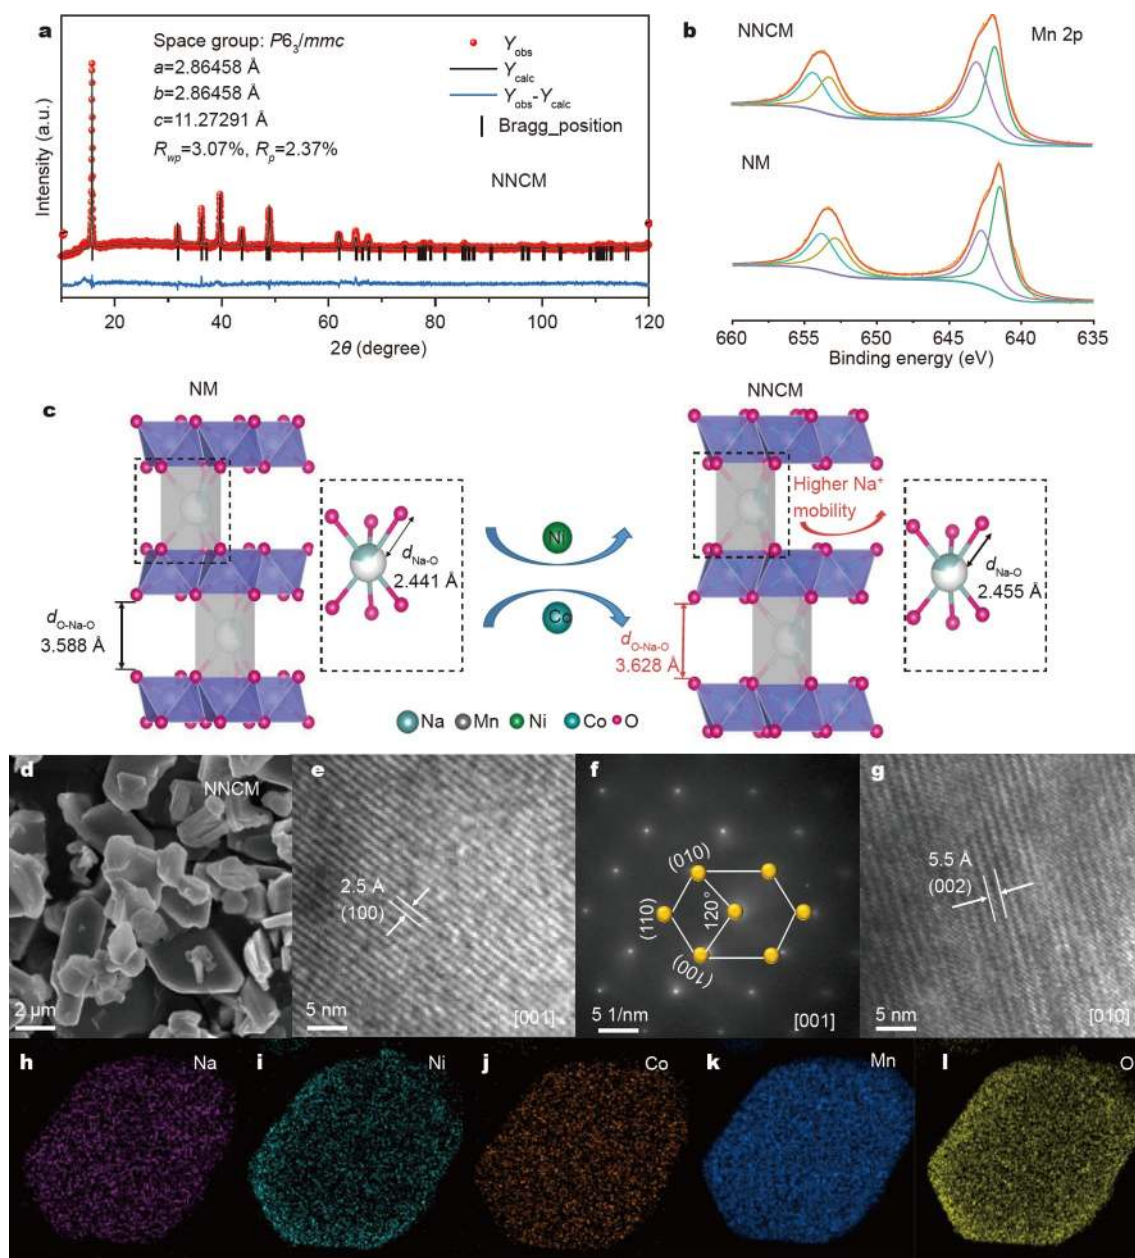 a
Space group: P6₃/mmc
a=2.86458 Å
b=2.86458 Å
c=11.27291 Å
R_wp=3.07%, R_p=2.37%
Y_obs
Y_calc
Y_obs-Y_calc
Bragg_position
NNCM
Intensity (a.u.)
20 40 60 80 100 120
2θ (degree)
b
NNCM
Mn 2p
NM
660 655 650 645 640 635
Binding energy (eV)
c
NM
d_Na-O
2.441 Å
d_O-Na-O
3.588 Å
Ni
Co
NNCM
Higher Na⁺
mobility
d_Na-O
2.455 Å
d_O-Na-O
3.628 Å
Na Mn Ni Co O
d
NNCM
2 μm
e
2.5 Å
(100)
5 nm
[001]
f
(010)
(110)
120°
(100)
5 1/nm
[001]
g
5.5 Å
(002)
5 nm
[010]
h
Na
i
Ni
j
Co
k
Mn
l
O